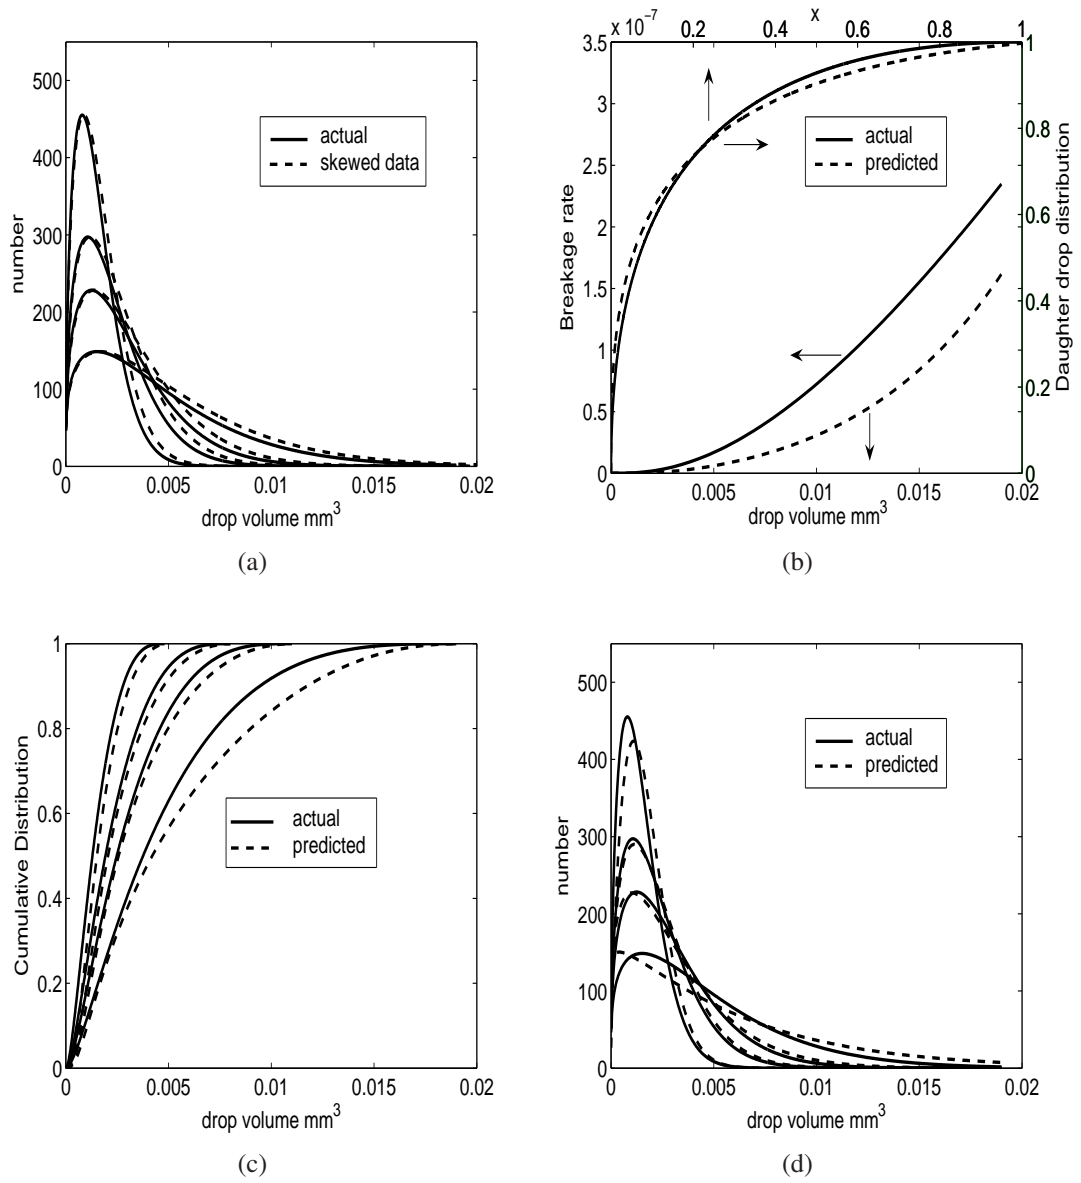 500
400
300
200
100
0
number
actual
skewed data
0
0.005
0.01
0.015
0.02
drop volume mm³
(a)
x 10⁻⁷
0.2
0.4
x
0.6
0.8
1
3.5
3
2.5
2
1.5
1
0.5
0
Breakage rate
actual
predicted
1
0.8
0.6
0.4
0.2
0
Daughter drop distribution
0
0.005
0.01
0.015
0.02
drop volume mm³
(b)
1
0.8
0.6
0.4
0.2
0
Cumulative Distribution
actual
predicted
0
0.005
0.01
0.015
0.02
drop volume mm³
(c)
500
400
300
200
100
0
number
actual
predicted
0
0.005
0.01
0.015
0.02
drop volume mm³
(d)